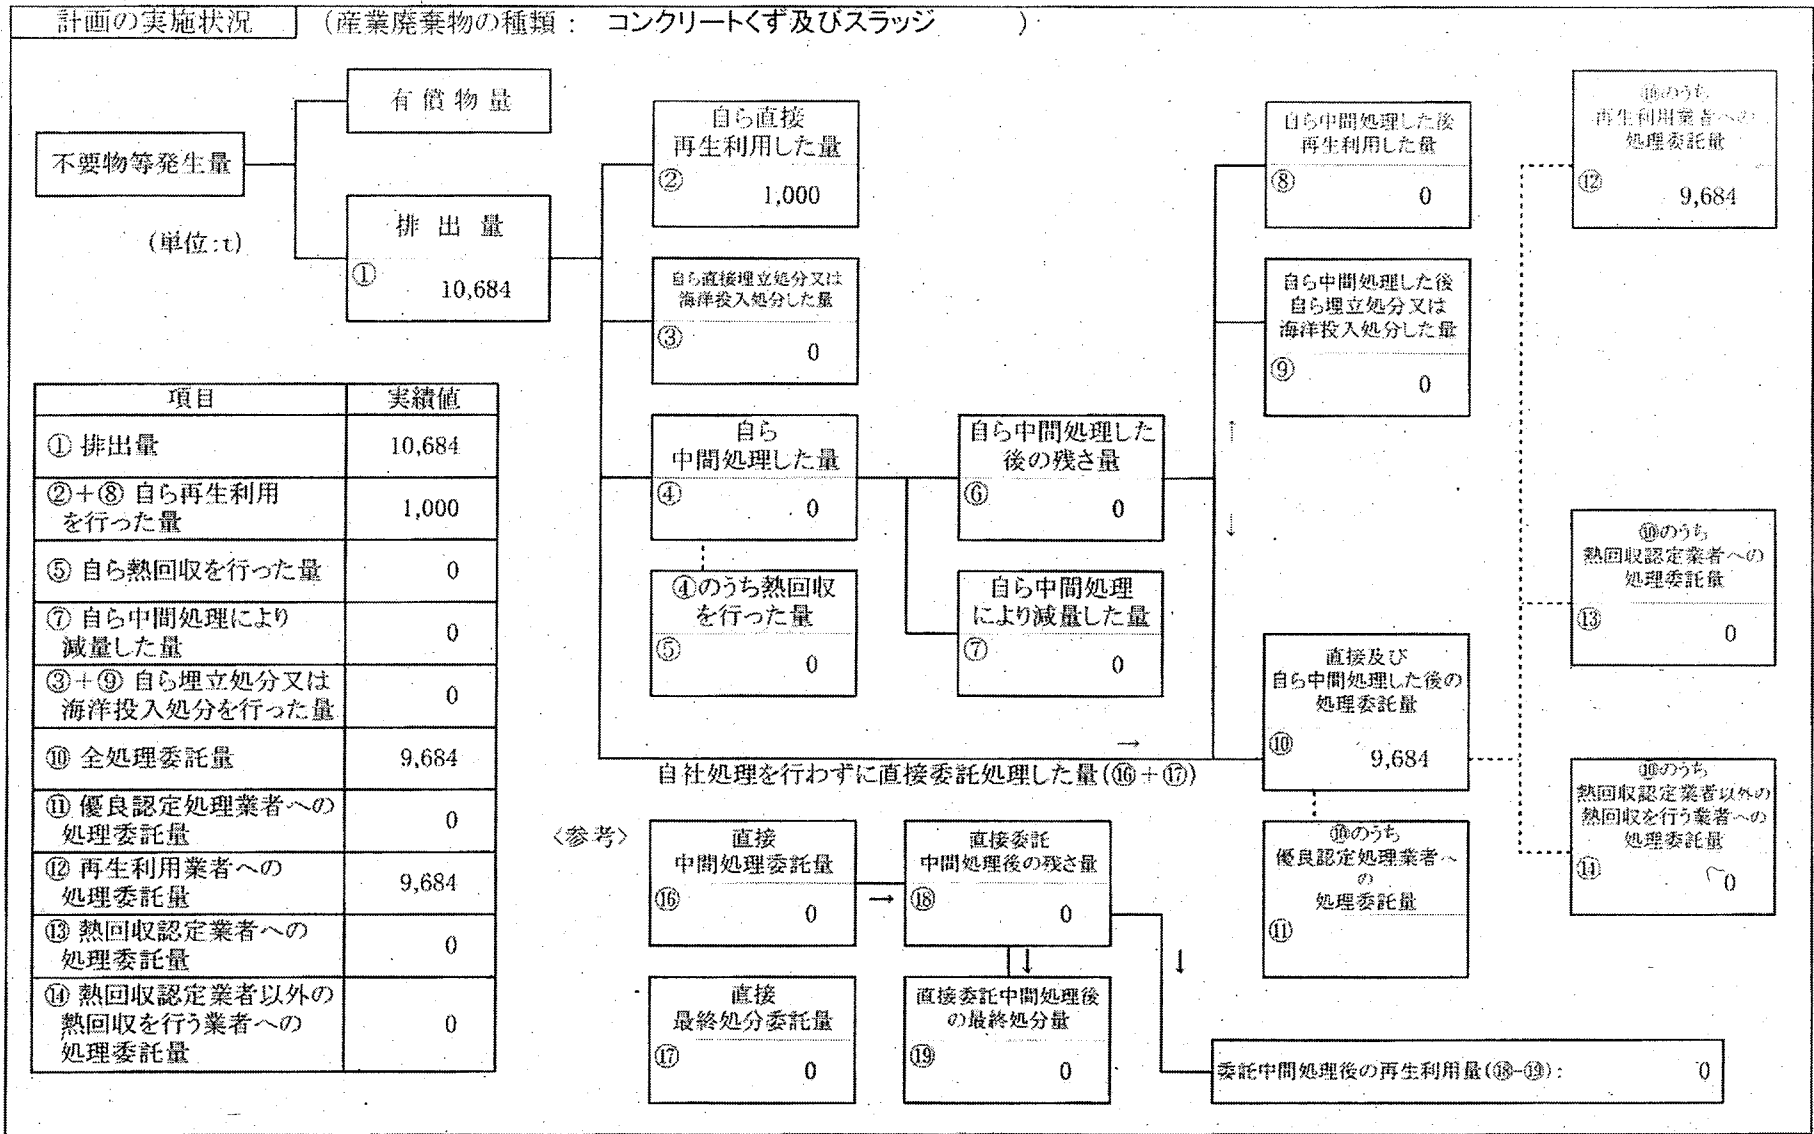 計画の実施状況 (産業廃棄物の種類： コンクリートくず及びスラッジ )
有償物量
不要物等発生量
(単位:t)
排出量
①
10,684
自ら直接
再生利用した量
②
1,000
自ら直接埋立処分又は
海洋投入処分した量
③
0
自ら
中間処理した量
④
0
④のうち熱回収
を行った量
⑤
0
自ら中間処理した
後の残さ量
⑥
0
自ら中間処理
により減量した量
⑦
0
自ら中間処理した後
再生利用した量
⑧
0
自ら中間処理した後
自ら埋立処分又は
海洋投入処分した量
⑨
0
↑
↓
→
直接及び
自ら中間処理した後の
処理委託量
⑩
9,684
⑩のうち
優良認定処理業者へ
の
処理委託量
⑪
⑩のうち
再生利用業者への
処理委託量
⑫
9,684
⑩のうち
熱回収認定業者への
処理委託量
⑬
0
⑩のうち
熱回収認定業者以外の
熱回収を行う業者への
処理委託量
⑭
0
自社処理を行わずに直接委託処理した量(⑯+⑰)
項目 実績値
① 排出量 10,684
②+⑧ 自ら再生利用
を行った量 1,000
⑤ 自ら熱回収を行った量 0
⑦ 自ら中間処理により
減量した量 0
③+⑨ 自ら埋立処分又は
海洋投入処分を行った量 0
⑩ 全処理委託量 9,684
⑪ 優良認定処理業者への
処理委託量 0
⑫ 再生利用業者への
処理委託量 9,684
⑬ 熱回収認定業者への
処理委託量 0
⑭ 熱回収認定業者以外の
熱回収を行う業者への
処理委託量 0
〈参考〉
直接
中間処理委託量
⑯
0
→
直接委託
中間処理後の残さ量
⑱
0
↓
↓
直接
最終処分委託量
⑰
0
直接委託中間処理後
の最終処分量
⑲
0
委託中間処理後の再生利用量(⑱-⑲)： 0